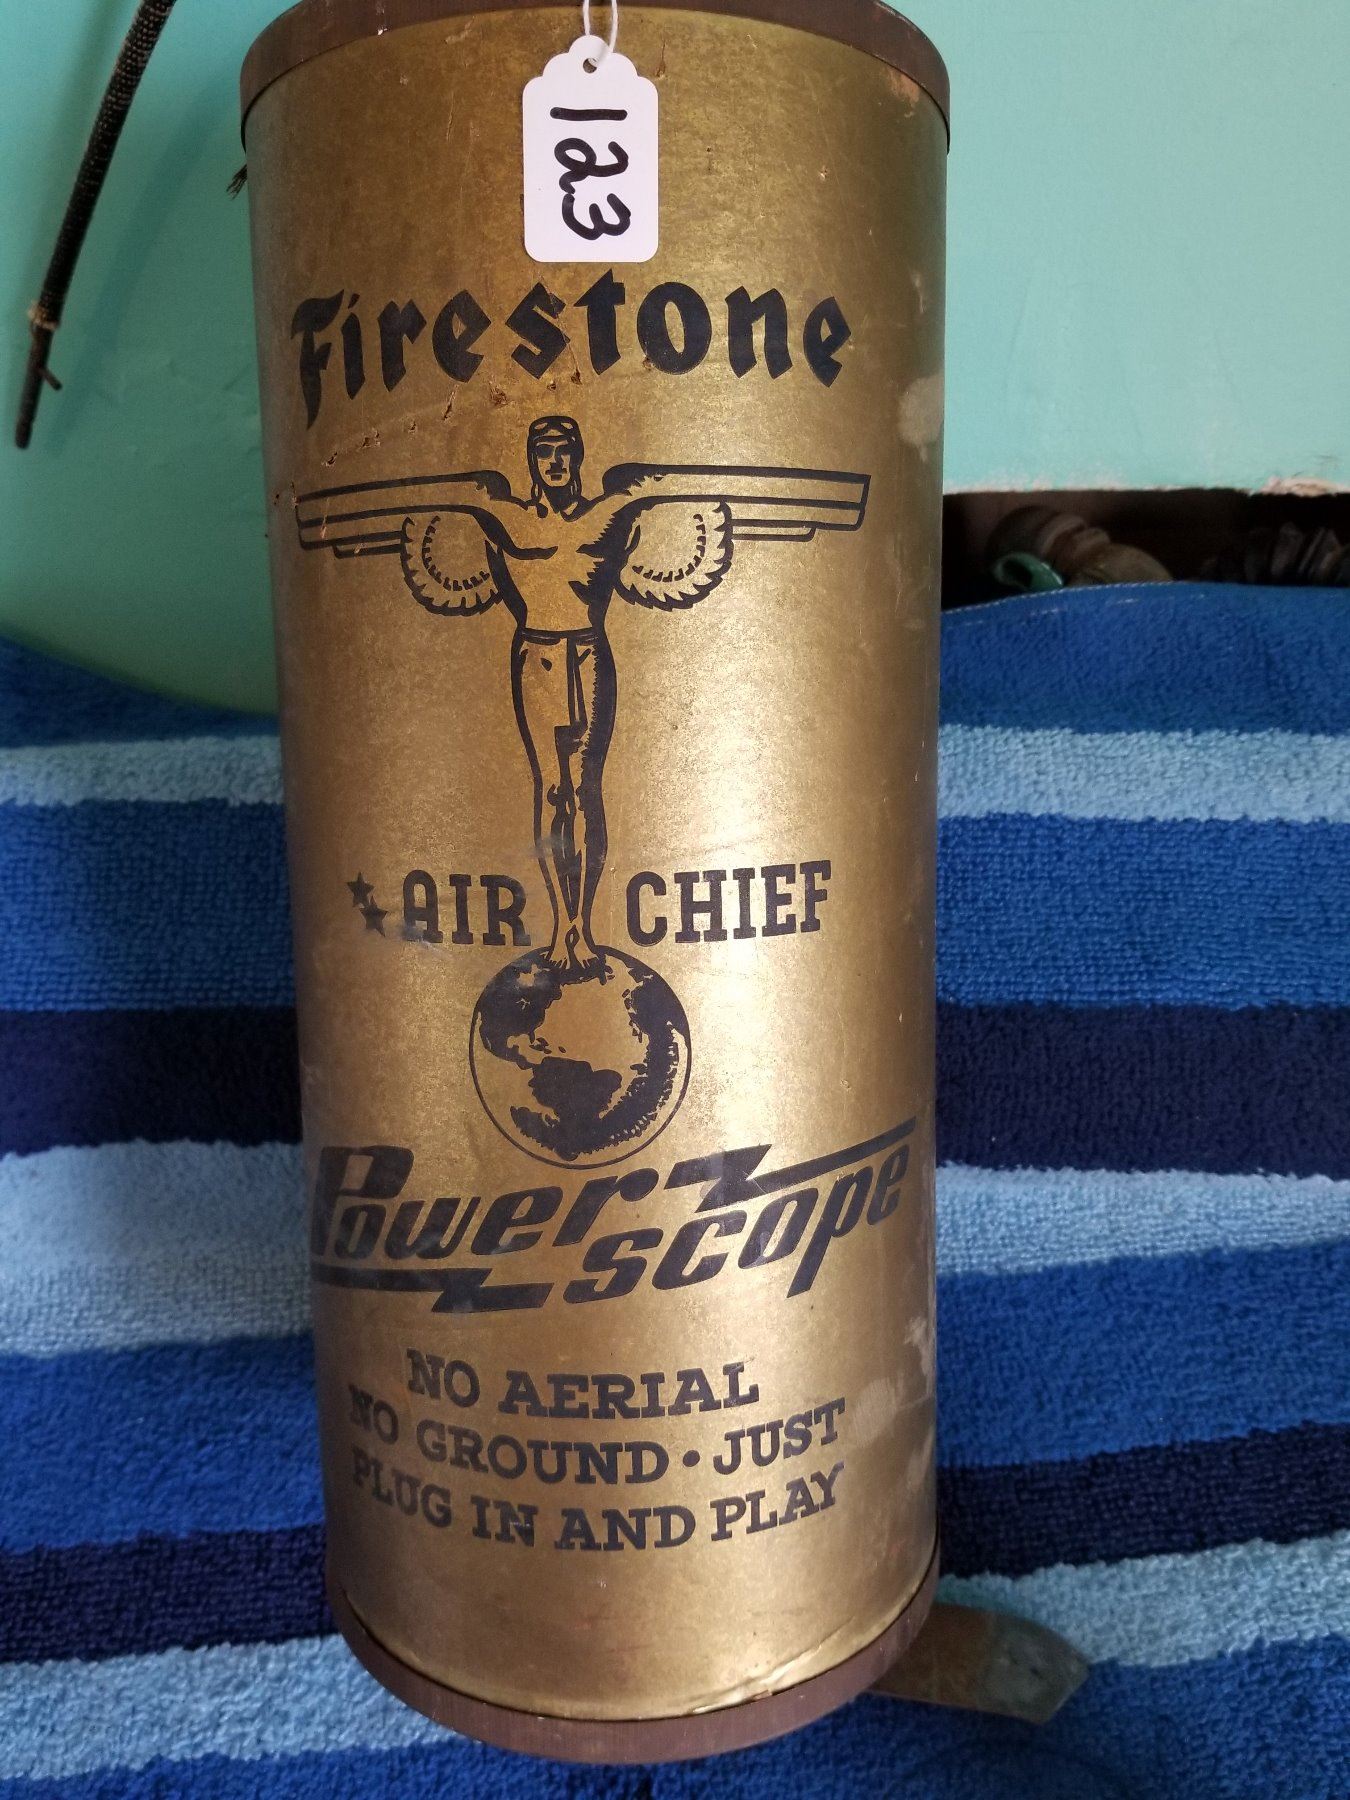 123
Firestone
AIR CHIEF
Power
scope
NO AERIAL
NO GROUND • JUST
PLUG IN AND PLAY